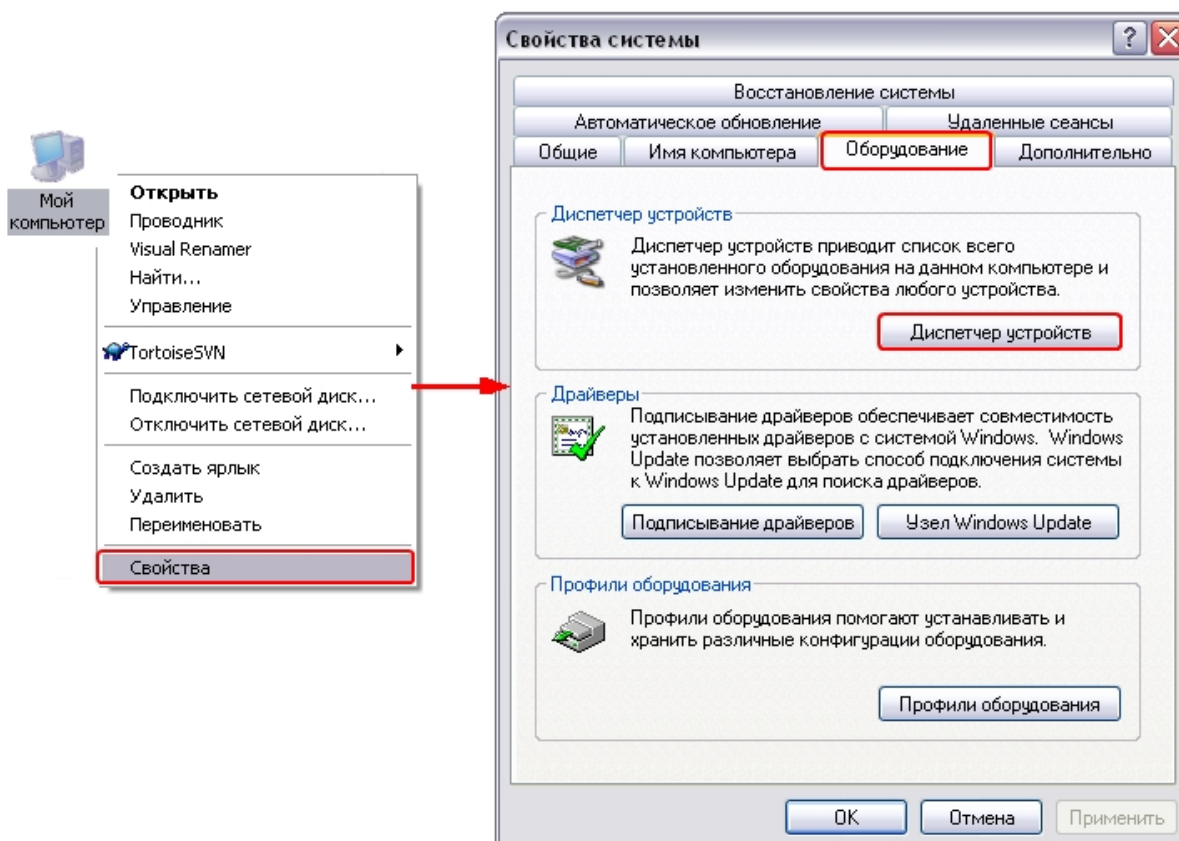 Мой
компьютер
Открыть
Проводник
Visual Renamer
Найти...
Управление
TortoiseSVN
Подключить сетевой диск...
Отключить сетевой диск...
Создать ярлык
Удалить
Переименовать
Свойства
Свойства системы
Восстановление системы
Автоматическое обновление
Удаленные сеансы
Общие
Имя компьютера
Оборудование
Дополнительно
Диспетчер устройств
Диспетчер устройств приводит список всего
установленного оборудования на данном компьютере и
позволяет изменить свойства любого устройства.
Диспетчер устройств
Драйверы
Подписывание драйверов обеспечивает совместимость
установленных драйверов с системой Windows. Windows
Update позволяет выбрать способ подключения системы
к Windows Update для поиска драйверов.
Подписывание драйверов
Узел Windows Update
Профили оборудования
Профили оборудования помогают устанавливать и
хранить различные конфигурации оборудования.
Профили оборудования
OK
Отмена
Применить